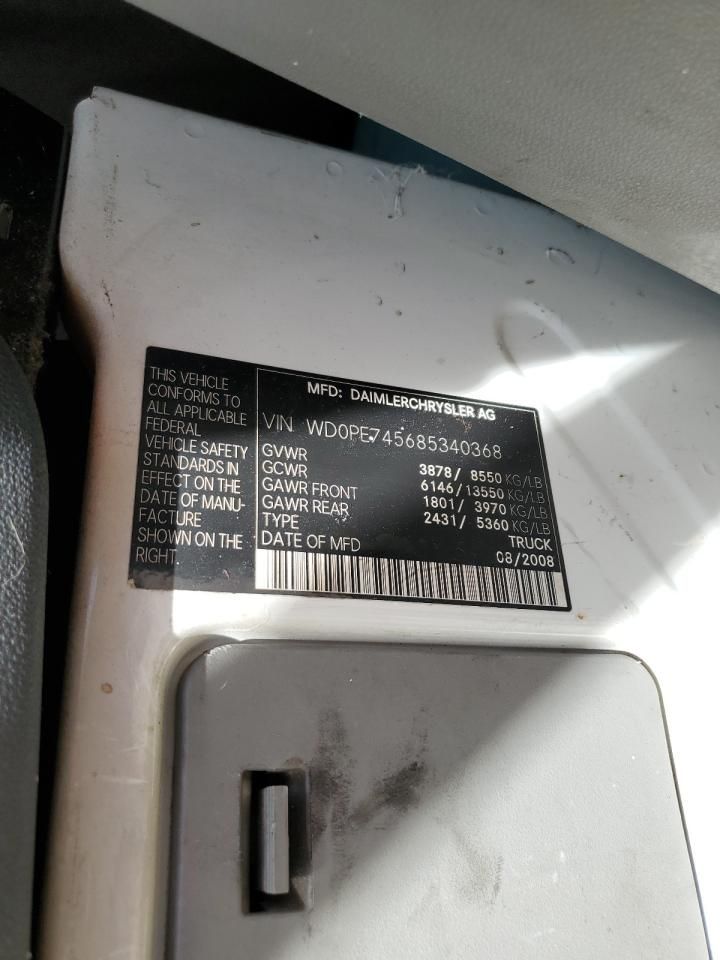 THIS VEHICLE
CONFORMS TO
ALL APPLICABLE
FEDERAL
VEHICLE SAFETY
STANDARDS IN
EFFECT ON THE
DATE OF MANU-
FACTURE
SHOWN ON THE
RIGHT.
MFD: DAIMLERCHRYSLER AG
VIN WD0PE745685340368
GVWR 3878/ 8550 KG/LB
GCWR 6146/13550 KG/LB
GAWR FRONT 1801/ 3970 KG/LB
GAWR REAR 2431/ 5360 KG/LB
TYPE TRUCK
DATE OF MFD 08/2008